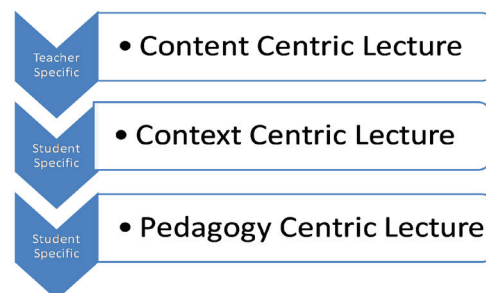 Teacher
Specific
• Content Centric Lecture
Student
Specific
• Context Centric Lecture
Student
Specific
• Pedagogy Centric Lecture